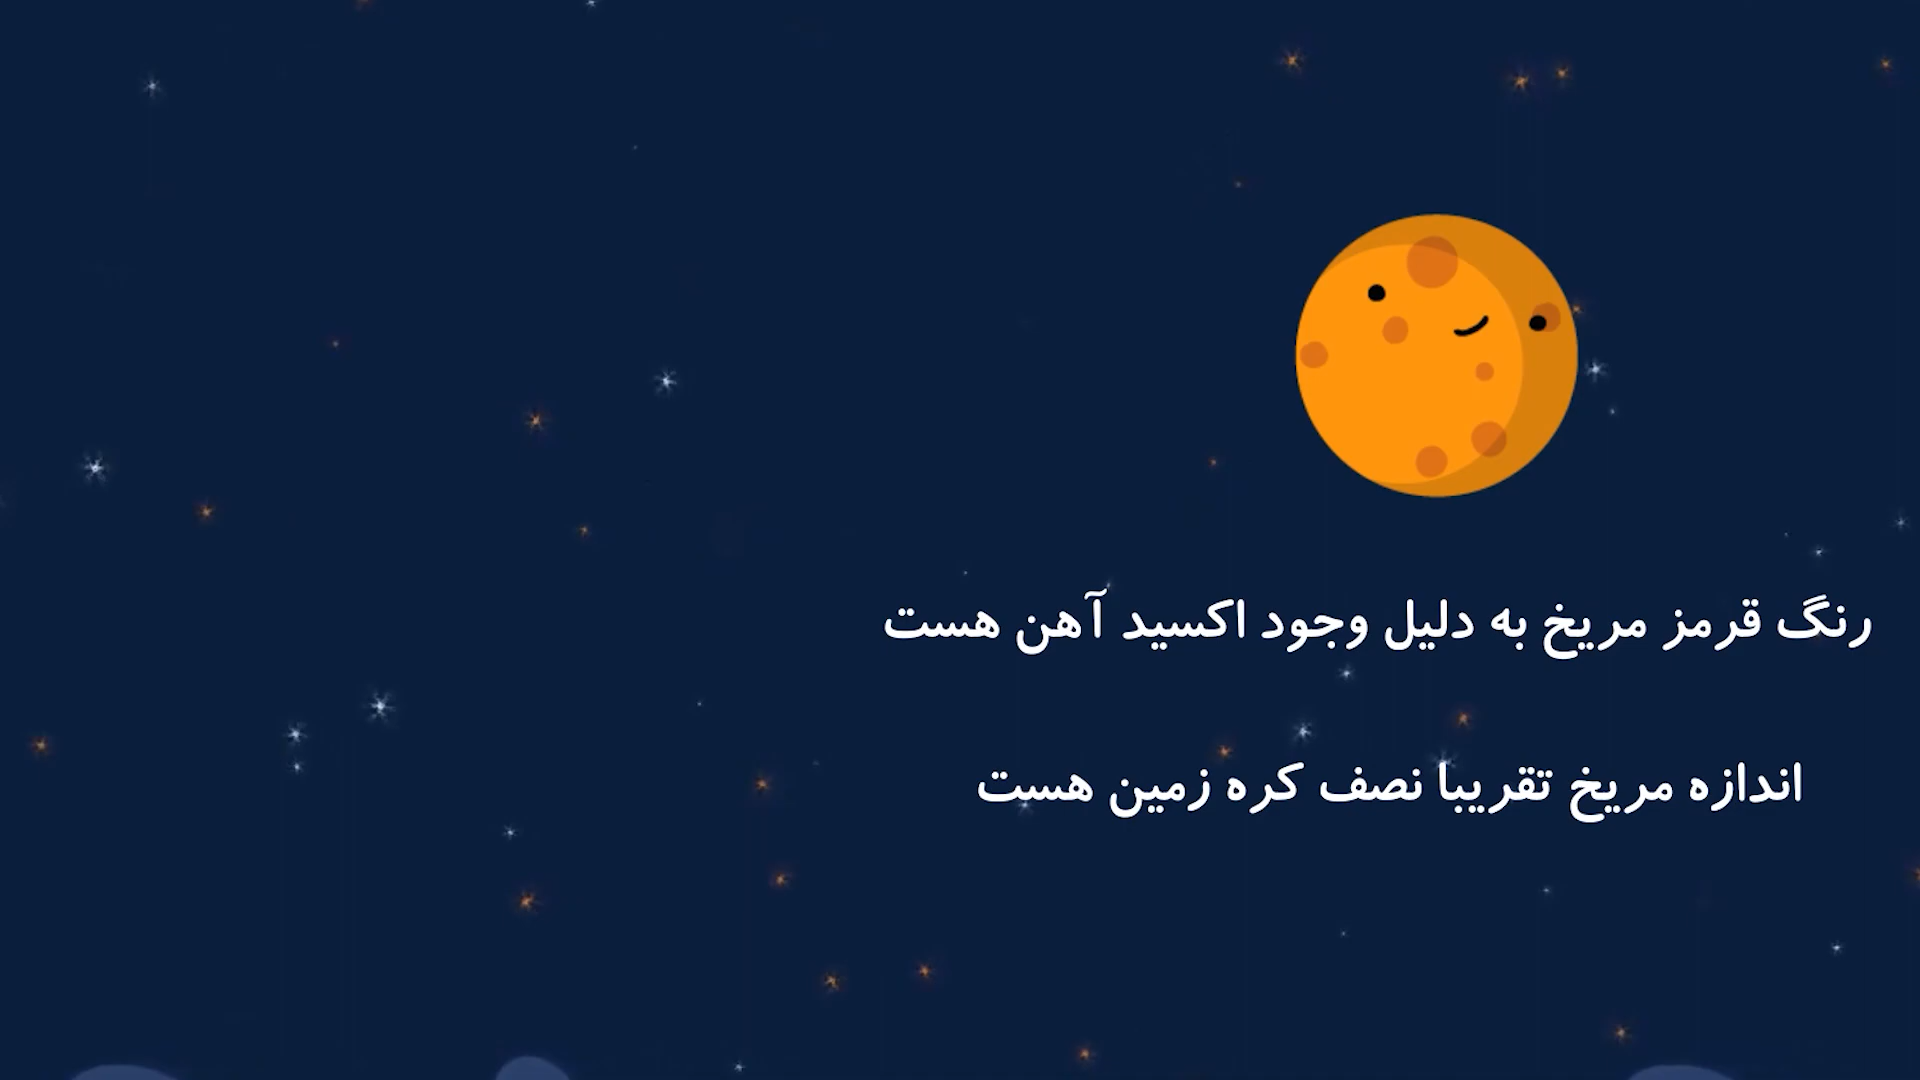 رنگ قرمز مریخ به دلیل وجود اکسید آهن هست
اندازه مریخ تقریبا نصف کره زمین هست